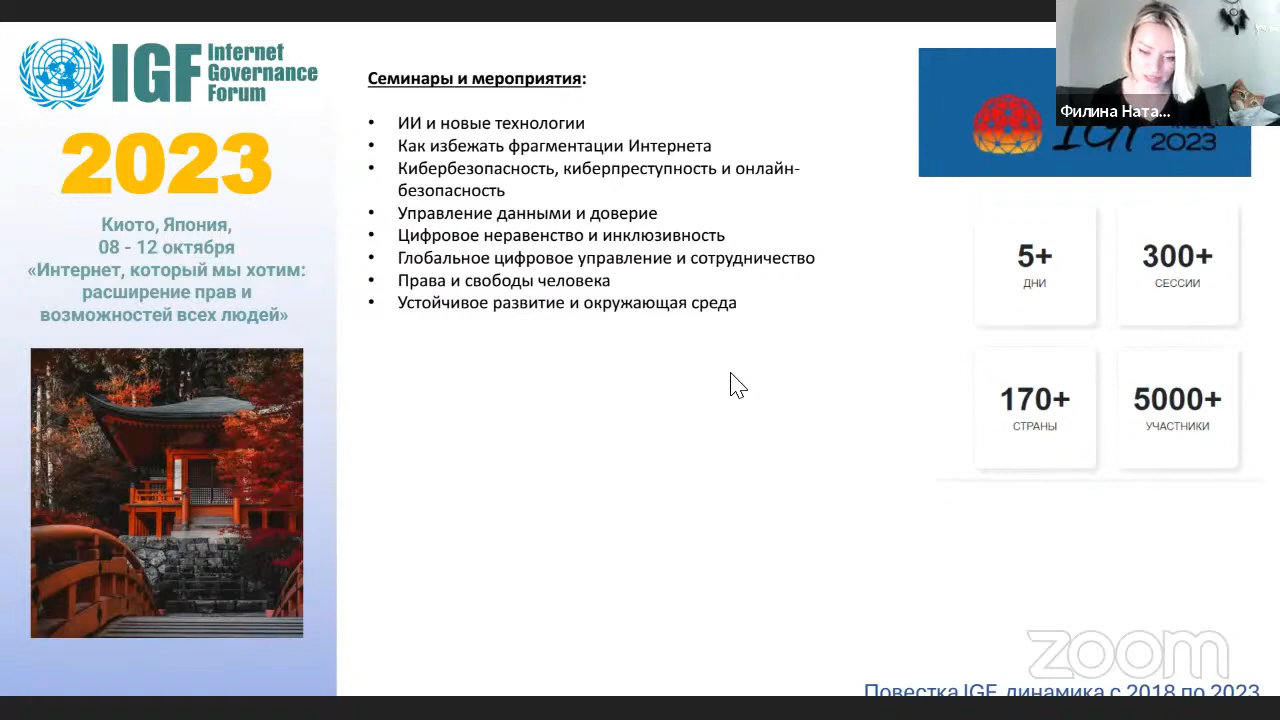 IGF Internet
Governance
Forum
2023
Киото, Япония,
08 - 12 октября
«Интернет, который мы хотим:
расширение прав и
возможностей всех людей»
Семинары и мероприятия:
• ИИ и новые технологии
• Как избежать фрагментации Интернета
• Кибербезопасность, киберпреступность и онлайн-
безопасность
• Управление данными и доверие
• Цифровое неравенство и инклюзивность
• Глобальное цифровое управление и сотрудничество
• Права и свободы человека
• Устойчивое развитие и окружающая среда
Филина Ната...
IGF
2023
5+
ДНИ
300+
СЕССИИ
170+
СТРАНЫ
5000+
УЧАСТНИКИ
zoom
Повестка IGF, динамика с 2018 по 2023